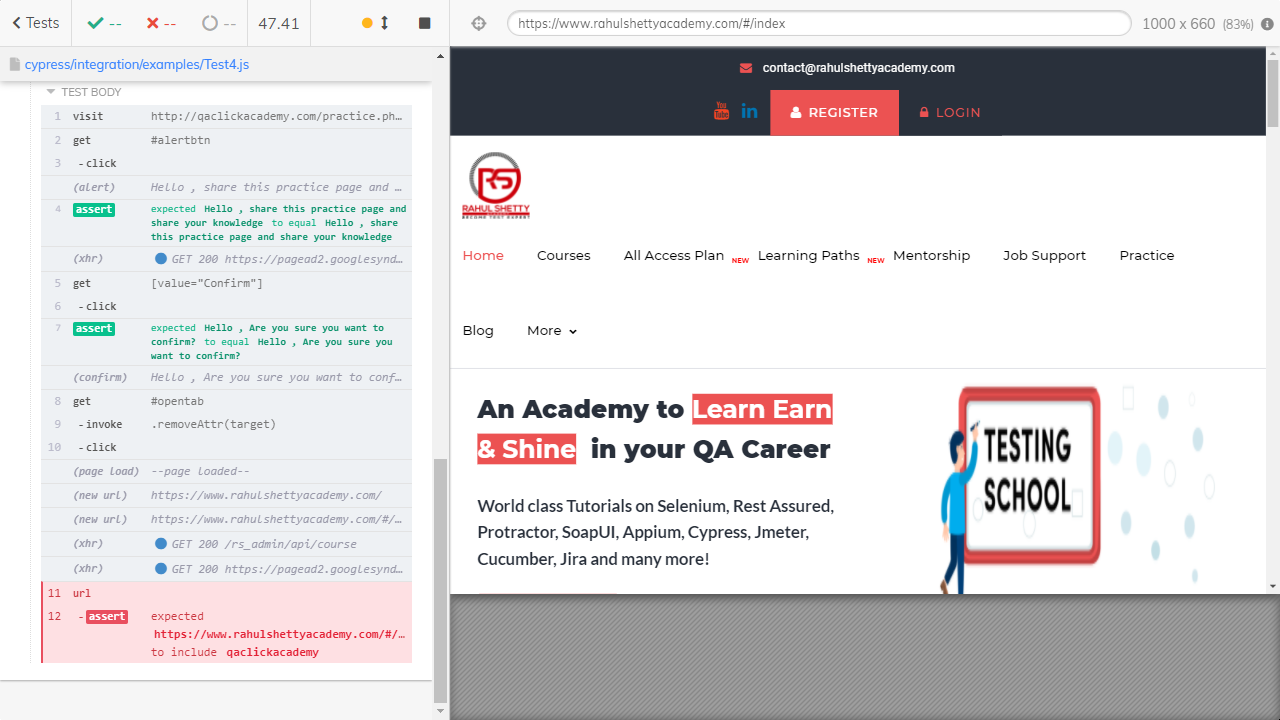 Tests
--
--
--
47.41
https://www.rahulshettyacademy.com/#/index
1000 x 660 (83%)
cypress/integration/examples/Test4.js
TEST BODY
1 visit http://qaclickacademy.com/practice.ph…
2 get #alertbtn
3 - click
(alert) Hello , share this practice page and …
4 assert expected Hello , share this practice page and
share your knowledge to equal Hello , share
this practice page and share your knowledge
(xhr) GET 200 https://pagead2.googlesynd…
5 get [value="Confirm"]
6 - click
7 assert expected Hello , Are you sure you want to
confirm? to equal Hello , Are you sure you
want to confirm?
(confirm) Hello , Are you sure you want to conf…
8 get #opentab
9 - invoke .removeAttr(target)
10 - click
(page load) --page loaded--
(new url) https://www.rahulshettyacademy.com/
(new url) https://www.rahulshettyacademy.com/#/…
(xhr) GET 200 /rs_admin/api/course
(xhr) GET 200 https://pagead2.googlesynd…
11 url
12 - assert expected
https://www.rahulshettyacademy.com/#/…
to include qaclickacademy
contact@rahulshettyacademy.com
You Tube in REGISTER LOGIN
RS
RAHUL SHETTY
Home Courses All Access Plan NEW Learning Paths NEW Mentorship Job Support Practice
Blog More
An Academy to Learn Earn
& Shine in your QA Career
World class Tutorials on Selenium, Rest Assured,
Protractor, SoapUI, Appium, Cypress, Jmeter,
Cucumber, Jira and many more!
TESTING
SCHOOL